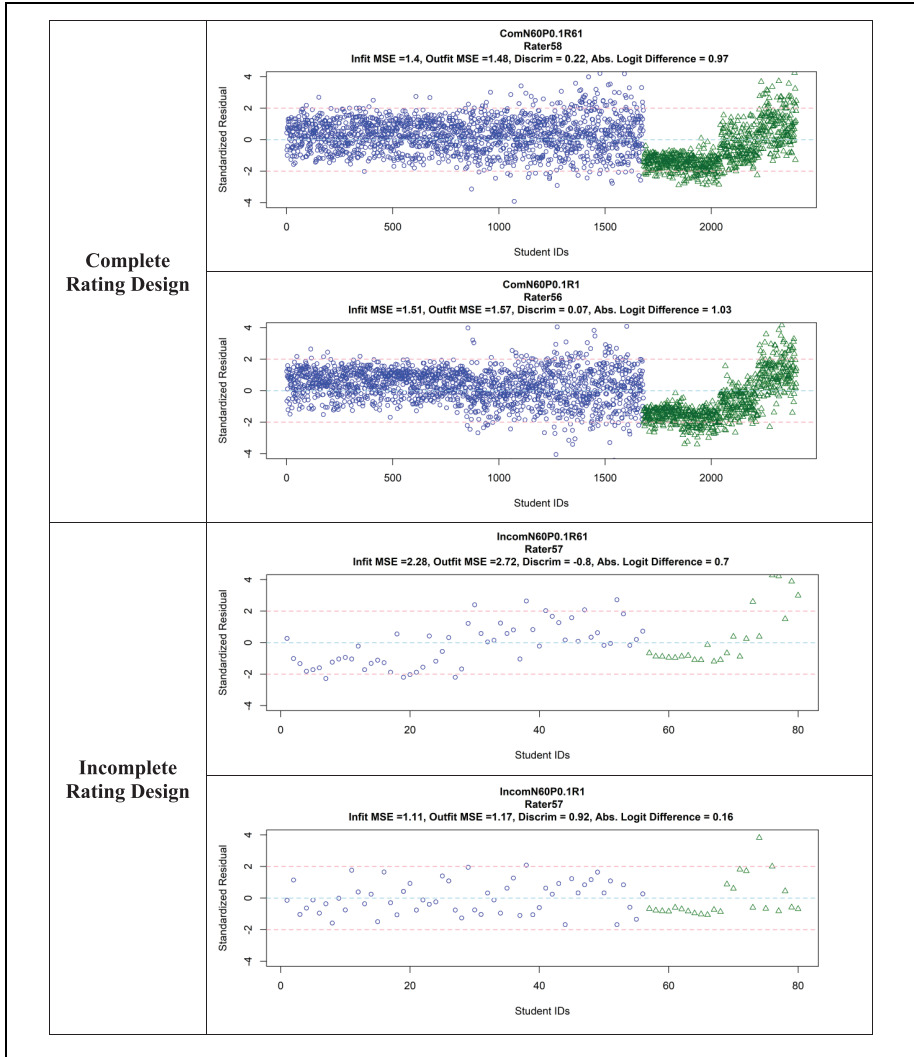 Complete
Rating Design
ComN60P0.1R61
Rater58
Infit MSE =1.4, Outfit MSE =1.48, Discrim = 0.22, Abs. Logit Difference = 0.97
Standardized Residual
4
2
0
-2
-4
0 500 1000 1500 2000
Student IDs
ComN60P0.1R1
Rater56
Infit MSE =1.51, Outfit MSE =1.57, Discrim = 0.07, Abs. Logit Difference = 1.03
Standardized Residual
4
2
0
-2
-4
0 500 1000 1500 2000
Student IDs
Incomplete
Rating Design
IncomN60P0.1R61
Rater57
Infit MSE =2.28, Outfit MSE =2.72, Discrim = -0.8, Abs. Logit Difference = 0.7
Standardized Residual
4
2
0
-2
-4
0 20 40 60 80
Student IDs
IncomN60P0.1R1
Rater57
Infit MSE =1.11, Outfit MSE =1.17, Discrim = 0.92, Abs. Logit Difference = 0.16
Standardized Residual
4
2
0
-2
-4
0 20 40 60 80
Student IDs